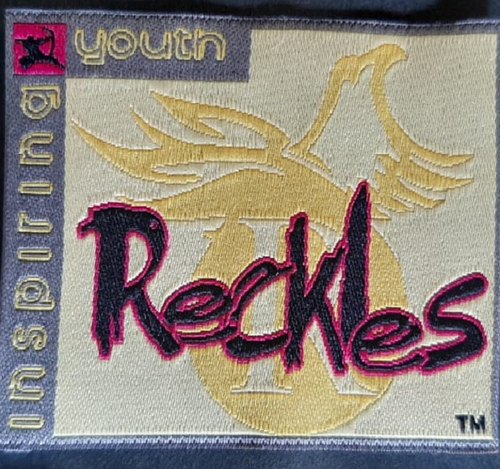 inspiring
youth
R
Reckles
TM